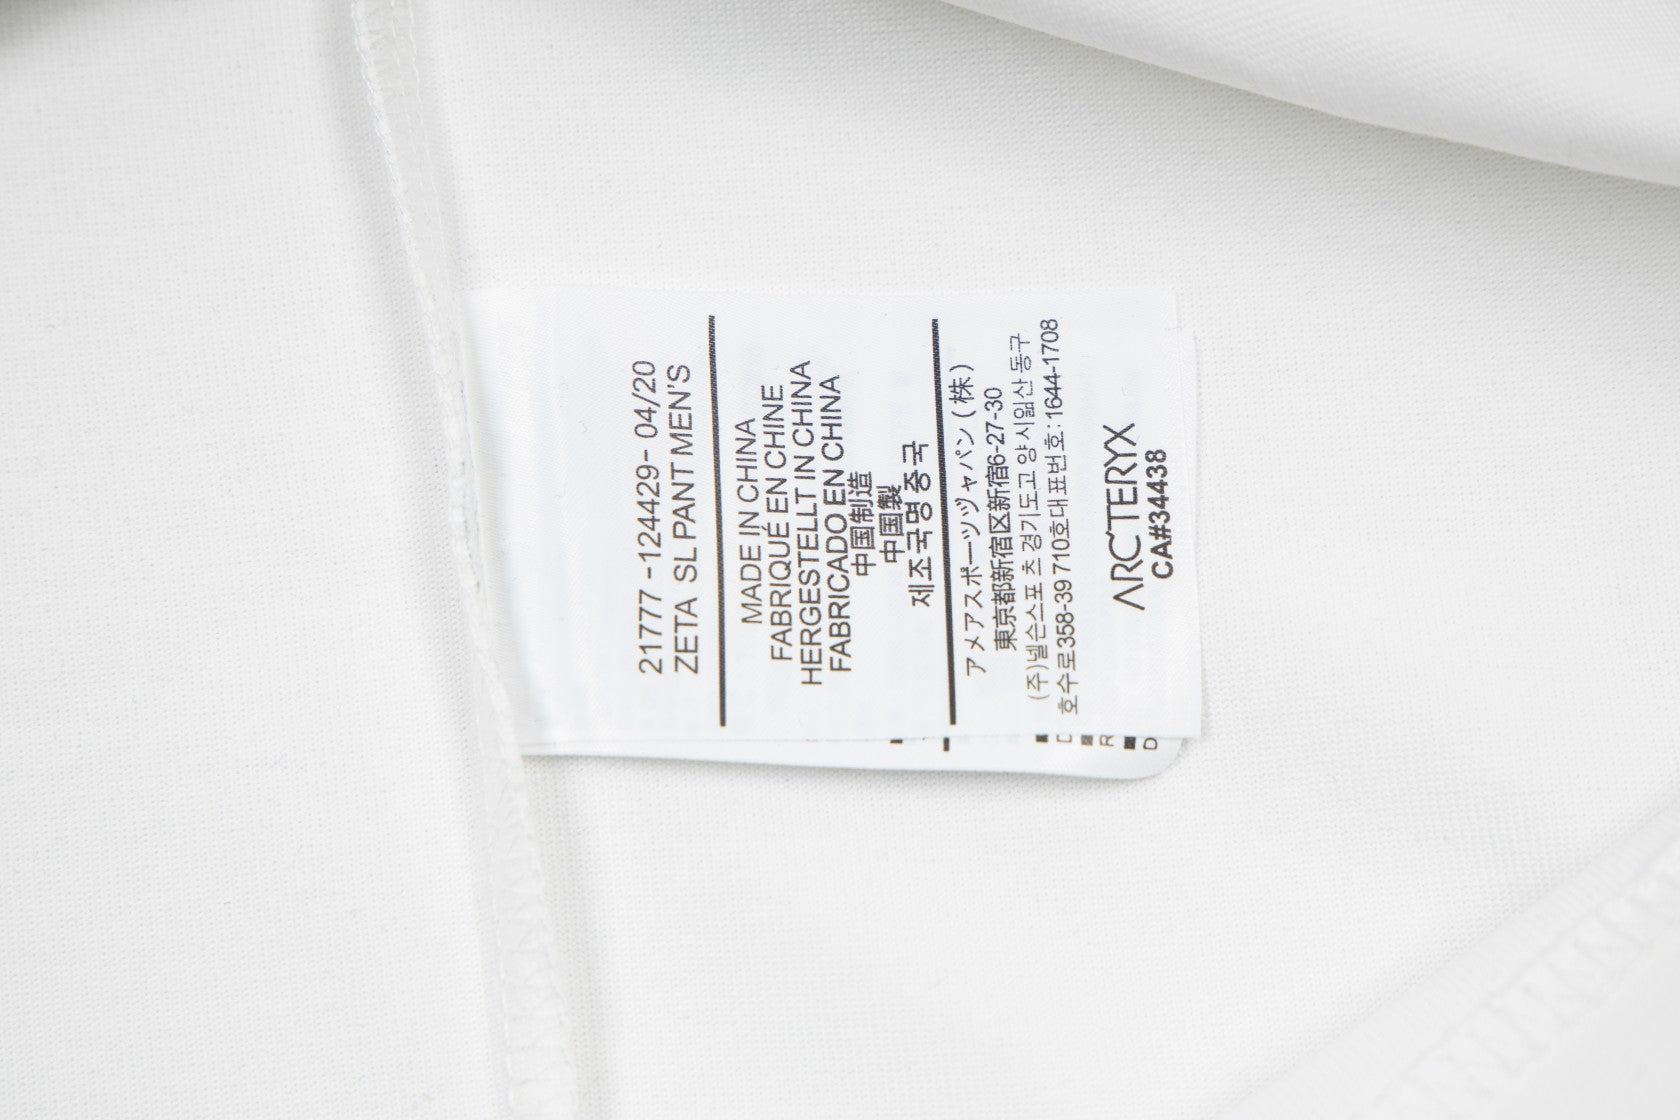 21777 -124429- 04/20
ZETA SL PANT MEN'S
MADE IN CHINA
FABRIQUÉ EN CHINE
HERGESTELLT IN CHINA
FABRICADO EN CHINA
中国制造
中国製
제조국명중국
アメアスポーツヅャパン(株)
東京都新宿区新宿6-27-30
(주)넬슨스포츠 경기도고양시일산동구
호수로358-39 710호대표번호:1644-1708
ARC'TERYX
CA#34438
D
R
D